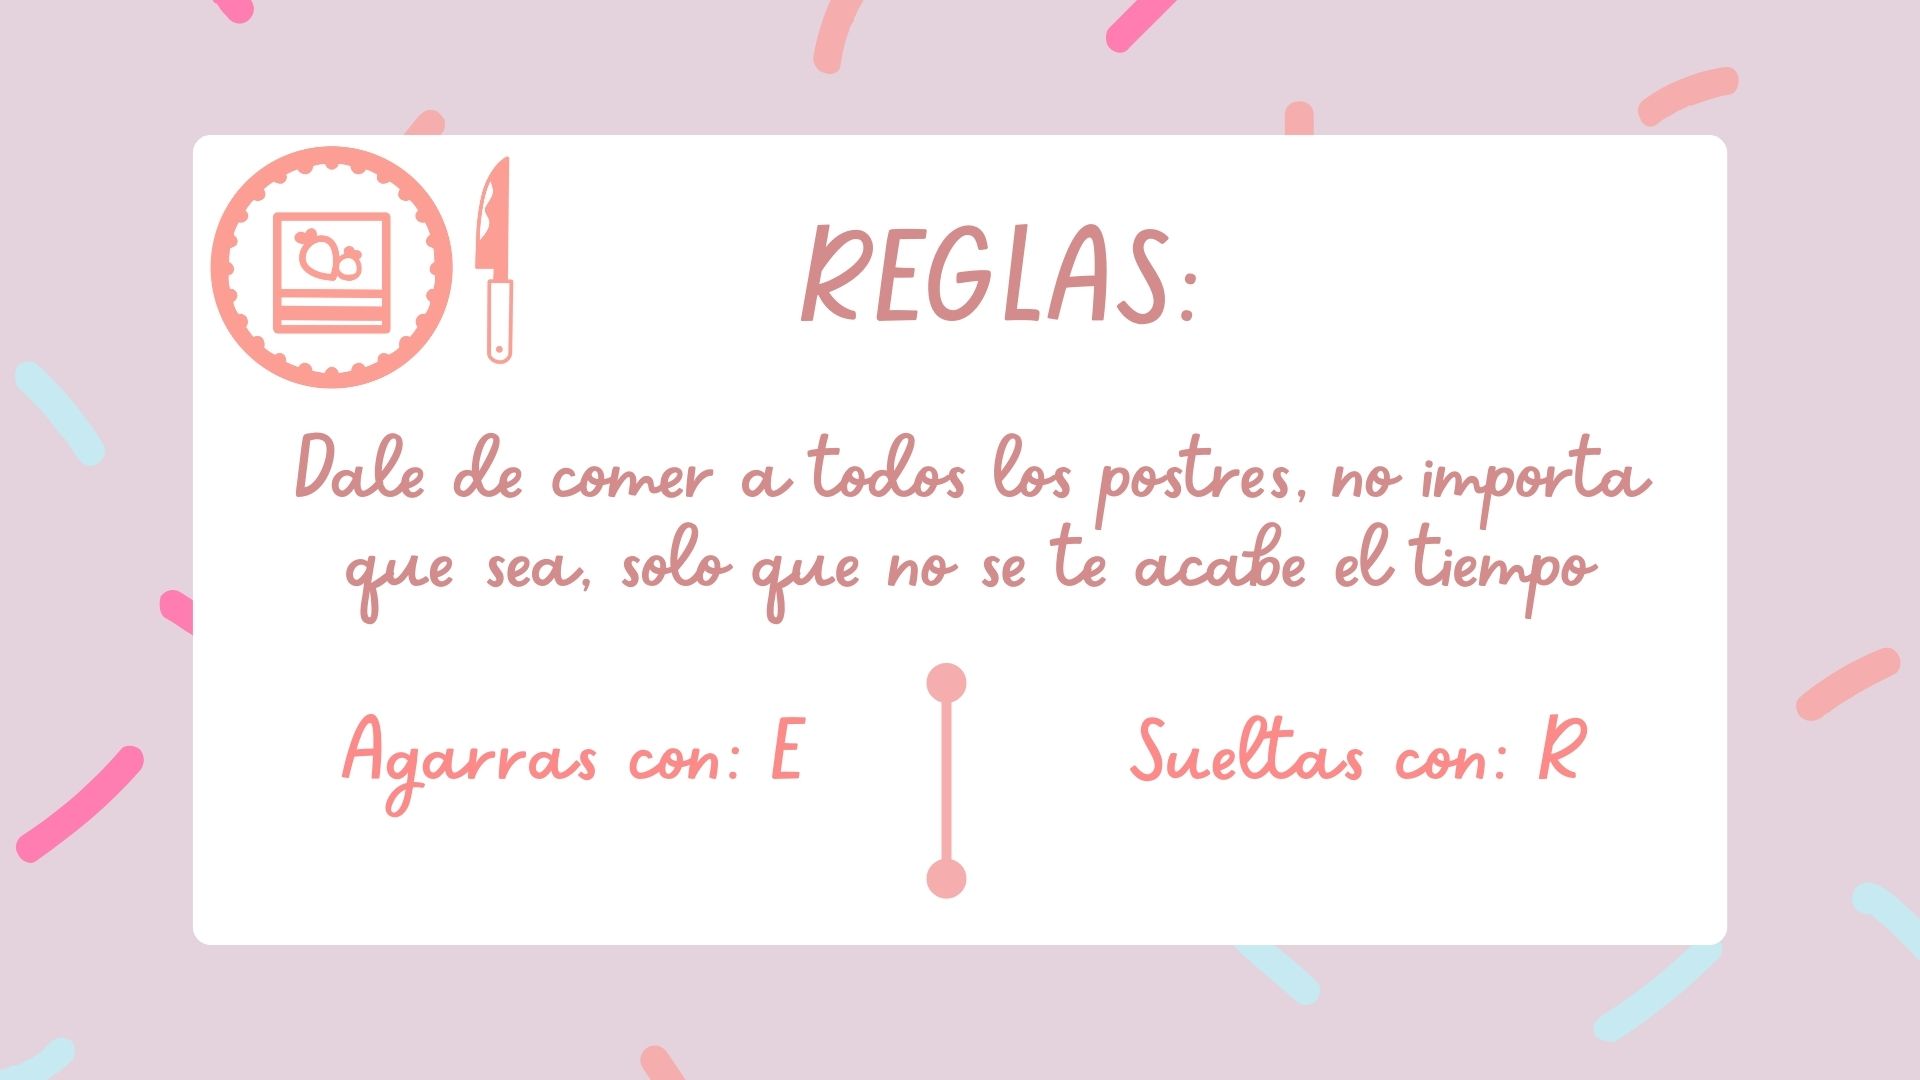 REGLAS:
Dale de comer a todos los postres, no importa
que sea, solo que no se te acabe el tiempo
Agarras con: E
Sueltas con: R